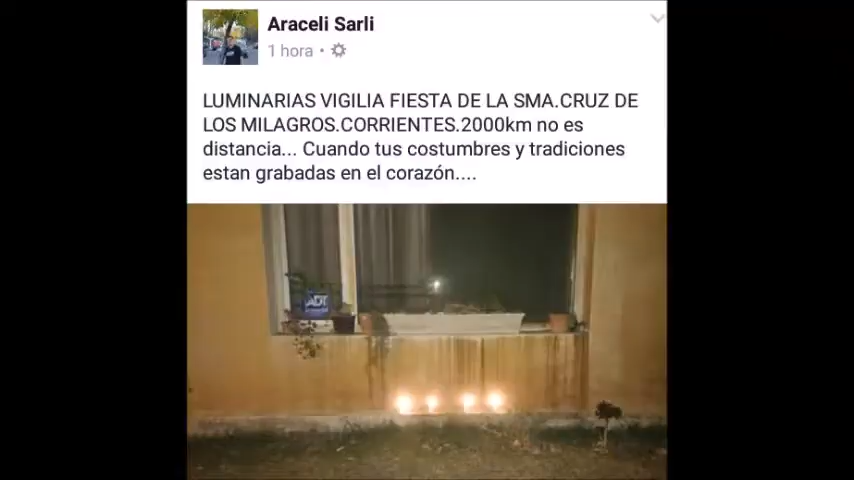 Araceli Sarli
1 hora •
LUMINARIAS VIGILIA FIESTA DE LA SMA.CRUZ DE
LOS MILAGROS.CORRIENTES.2000km no es
distancia... Cuando tus costumbres y tradiciones
estan grabadas en el corazón....
ADT